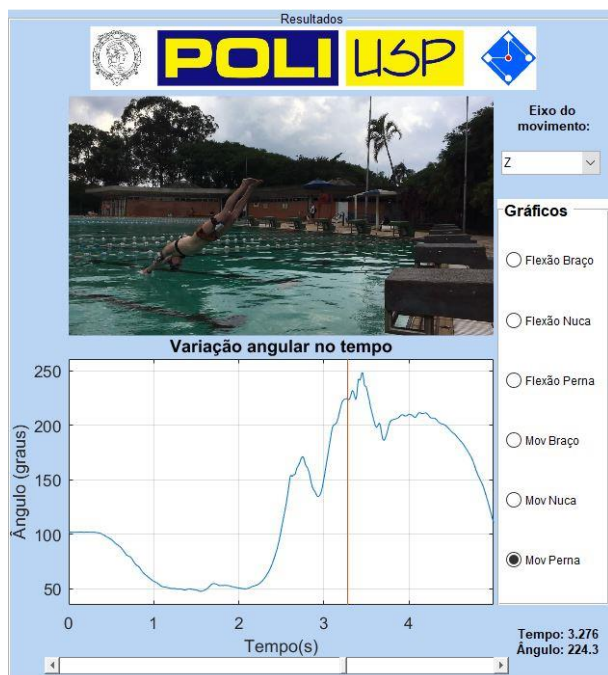 Resultados
POLI USP
Eixo do
movimento:
Z
Gráficos
Flexão Braço
Flexão Nuca
Flexão Perna
Mov Braço
Mov Nuca
Mov Perna
Variação angular no tempo
Ângulo (graus)
250
200
150
100
50
0 1 2 3 4
Tempo(s)
Tempo: 3.276
Ângulo: 224.3